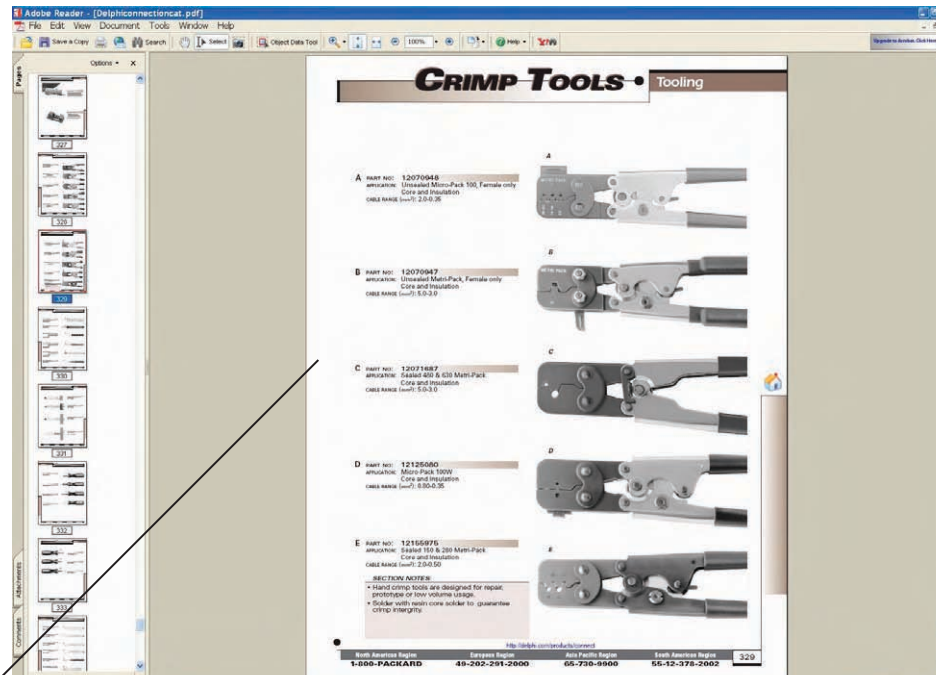 Adobe Reader - [Delphiconnectioncat.pdf]
File Edit View Document Tools Window Help
Save a Copy Search Select Object Data Tool 100% Help
Options
Pages
Attachments
Comments
327
328
329
330
331
332
333
CRIMP TOOLS • Tooling
A PART NO: 12070948
APPLICATION: Unsealed Micro-Pack 100, Female only
Core and Insulation
CABLE RANGE (mm²): 2.0-0.35
A
B PART NO: 12070947
APPLICATION: Unsealed Metri-Pack, Female only
Core and Insulation
CABLE RANGE (mm²): 5.0-3.0
B
C PART NO: 12071687
APPLICATION: Sealed 480 & 630 Metri-Pack
Core and Insulation
CABLE RANGE (mm²): 5.0-3.0
C
D PART NO: 12125080
APPLICATION: Micro-Pack 100W
Core and Insulation
CABLE RANGE (mm²): 0.80-0.35
D
E PART NO: 12155975
APPLICATION: Sealed 150 & 280 Metri-Pack
Core and Insulation
CABLE RANGE (mm²): 2.0-0.50
E
SECTION NOTES
• Hand crimp tools are designed for repair,
prototype or low volume usage.
• Solder with resin core solder to guarantee
crimp intergrity.
http://delphi.com/products/connect
North American Region European Region Asia Pacific Region South American Region
1-800-PACKARD 49-202-291-2000 65-730-9900 55-12-378-2002 329